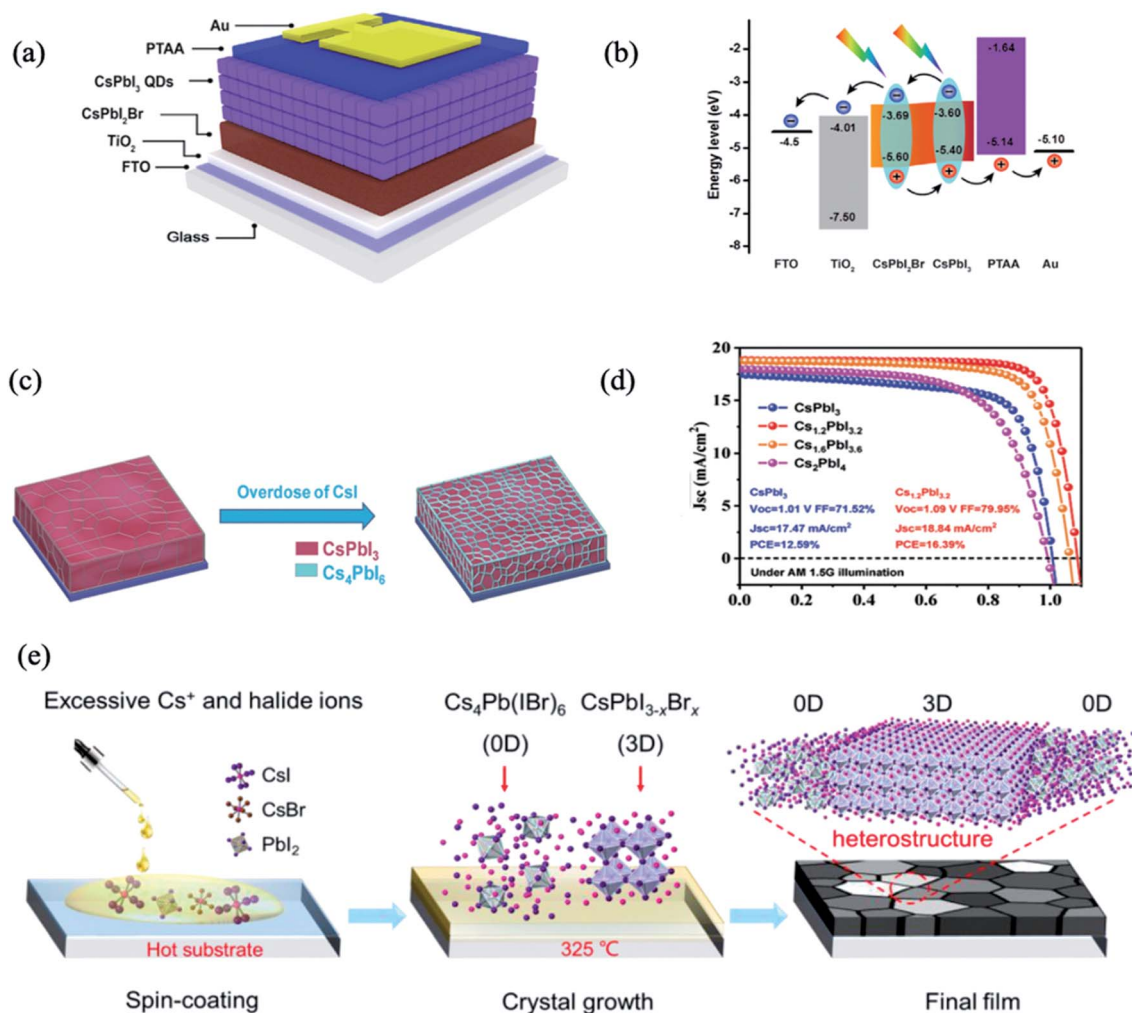 (a)
Au
PTAA
CsPbI₃ QDs
CsPbI₂Br
TiO₂
FTO
Glass
(b)
Energy level (eV)
-2
-3
-4
-5
-6
-7
-8
-4.5
-4.01
-7.50
-3.69
-5.60
-3.60
-5.40
-1.64
-5.14
-5.10
FTO TiO₂ CsPbI₂Br CsPbI₃ PTAA Au
(c)
Overdose of CsI
CsPbI₃
Cs₄PbI₆
(d)
Jsc (mA/cm²)
20
15
10
5
0
CsPbI₃
Cs₁.₂PbI₃.₂
Cs₁.₆PbI₃.₆
Cs₂PbI₄
CsPbI₃
Voc=1.01 V FF=71.52%
Jsc=17.47 mA/cm²
PCE=12.59%
Cs₁.₂PbI₃.₂
Voc=1.09 V FF=79.95%
Jsc=18.84 mA/cm²
PCE=16.39%
Under AM 1.5G illumination
0.0 0.2 0.4 0.6 0.8 1.0
(e)
Excessive Cs⁺ and halide ions
CsI
CsBr
PbI₂
Hot substrate
Spin-coating
Cs₄Pb(IBr)₆ CsPbI₃₋ₓBrₓ
(0D) (3D)
325 ℃
Crystal growth
0D 3D 0D
heterostructure
Final film